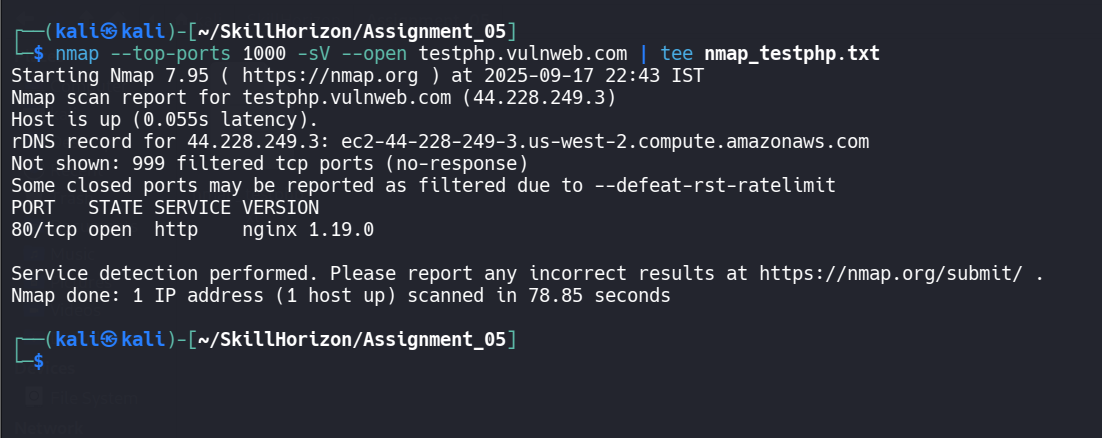 ┌──(kali㉿kali)-[~/SkillHorizon/Assignment_05]
└─$ nmap --top-ports 1000 -sV --open testphp.vulnweb.com | tee nmap_testphp.txt
Starting Nmap 7.95 ( https://nmap.org ) at 2025-09-17 22:43 IST
Nmap scan report for testphp.vulnweb.com (44.228.249.3)
Host is up (0.055s latency).
rDNS record for 44.228.249.3: ec2-44-228-249-3.us-west-2.compute.amazonaws.com
Not shown: 999 filtered tcp ports (no-response)
Some closed ports may be reported as filtered due to --defeat-rst-ratelimit
PORT   STATE SERVICE VERSION
80/tcp open  http    nginx 1.19.0
Service detection performed. Please report any incorrect results at https://nmap.org/submit/ .
Nmap done: 1 IP address (1 host up) scanned in 78.85 seconds
┌──(kali㉿kali)-[~/SkillHorizon/Assignment_05]
└─$
File System
Network